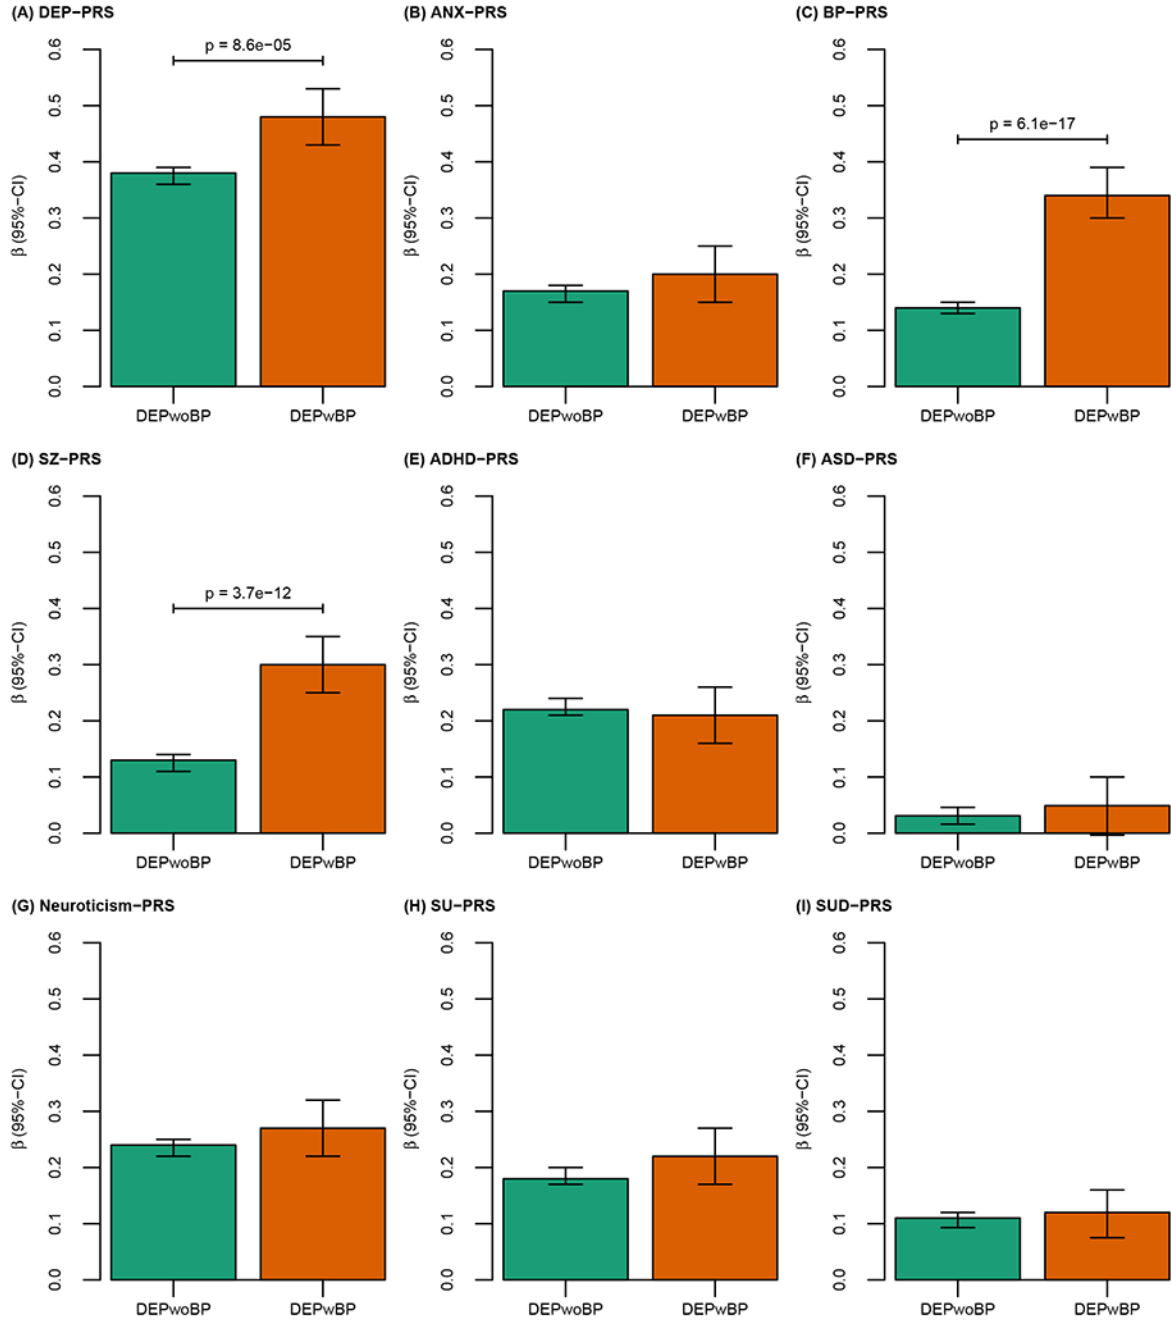 (A) DEP−PRS
β (95%−CI)
0.0 0.1 0.2 0.3 0.4 0.5 0.6
p = 8.6e−05
DEPwoBP DEPwBP
(B) ANX−PRS
β (95%−CI)
0.0 0.1 0.2 0.3 0.4 0.5 0.6
DEPwoBP DEPwBP
(C) BP−PRS
β (95%−CI)
0.0 0.1 0.2 0.3 0.4 0.5 0.6
p = 6.1e−17
DEPwoBP DEPwBP
(D) SZ−PRS
β (95%−CI)
0.0 0.1 0.2 0.3 0.4 0.5 0.6
p = 3.7e−12
DEPwoBP DEPwBP
(E) ADHD−PRS
β (95%−CI)
0.0 0.1 0.2 0.3 0.4 0.5 0.6
DEPwoBP DEPwBP
(F) ASD−PRS
β (95%−CI)
0.0 0.1 0.2 0.3 0.4 0.5 0.6
DEPwoBP DEPwBP
(G) Neuroticism−PRS
β (95%−CI)
0.0 0.1 0.2 0.3 0.4 0.5 0.6
DEPwoBP DEPwBP
(H) SU−PRS
β (95%−CI)
0.0 0.1 0.2 0.3 0.4 0.5 0.6
DEPwoBP DEPwBP
(I) SUD−PRS
β (95%−CI)
0.0 0.1 0.2 0.3 0.4 0.5 0.6
DEPwoBP DEPwBP